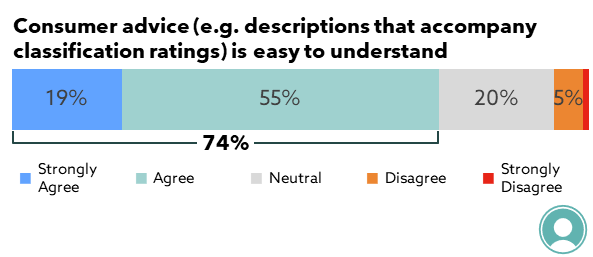 Consumer advice (e.g. descriptions that accompany
classification ratings) is easy to understand
19% 55% 20% 5%
74%
Strongly Agree
Agree
Neutral
Disagree
Strongly Disagree